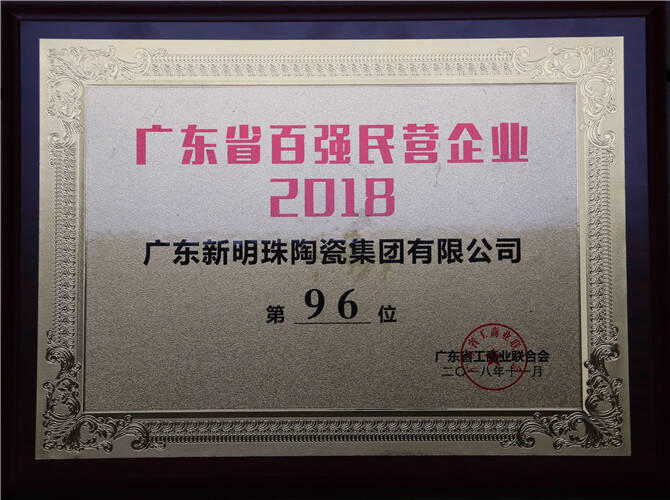 广东省百强民营企业
2018
广东新明珠陶瓷集团有限公司
第 96 位
广东省工商业联合会
二〇一八年十一月